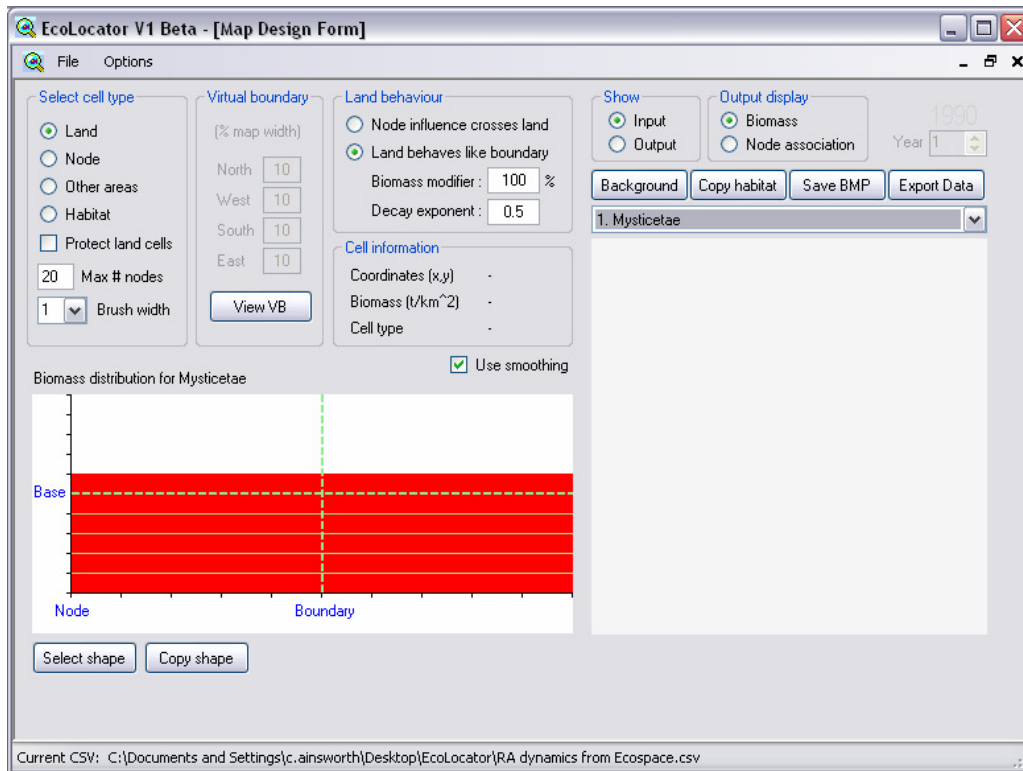 EcoLocator V1 Beta - [Map Design Form]
File Options
Select cell type
Land
Node
Other areas
Habitat
Protect land cells
20 Max # nodes
1 Brush width
Virtual boundary
(% map width)
North 10
West 10
South 10
East 10
View VB
Land behaviour
Node influence crosses land
Land behaves like boundary
Biomass modifier : 100 %
Decay exponent : 0.5
Cell information
Coordinates (x,y) -
Biomass (t/km^2) -
Cell type -
Use smoothing
Show
Input
Output
Output display
Biomass
Node association
1990
Year 1
Background Copy habitat Save BMP Export Data
1. Mysticetae
Biomass distribution for Mysticetae
Base
Node Boundary
Select shape Copy shape
Current CSV: C:\Documents and Settings\c.ainsworth\Desktop\EcoLocator\RA dynamics from Ecospace.csv